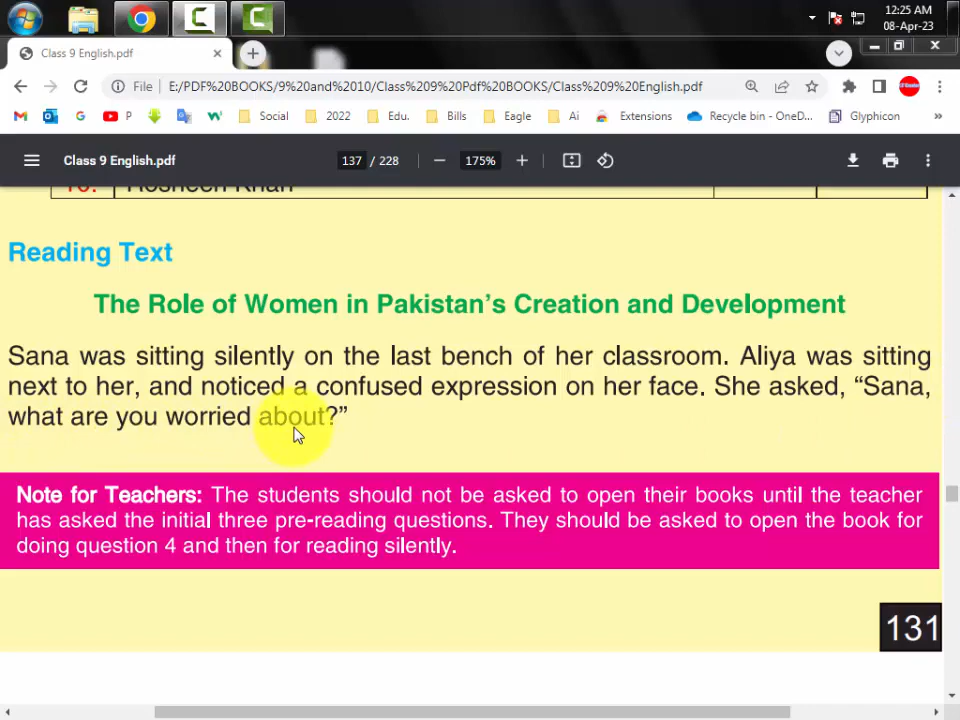 12:25 AM
08-Apr-23
Class 9 English.pdf
File
E:/PDF%20BOOKS/9%20and%2010/Class%209%20Pdf%20BOOKS/Class%209%20English.pdf
P
Social
2022
Edu.
Bills
Eagle
Ai
Extensions
Recycle bin - OneD...
Glyphicon
»
Class 9 English.pdf
137 / 228
175%
Reading Text
The Role of Women in Pakistan's Creation and Development
Sana was sitting silently on the last bench of her classroom. Aliya was sitting
next to her, and noticed a confused expression on her face. She asked, “Sana,
what are you worried about?”
Note for Teachers: The students should not be asked to open their books until the teacher
has asked the initial three pre-reading questions. They should be asked to open the book for
doing question 4 and then for reading silently.
131